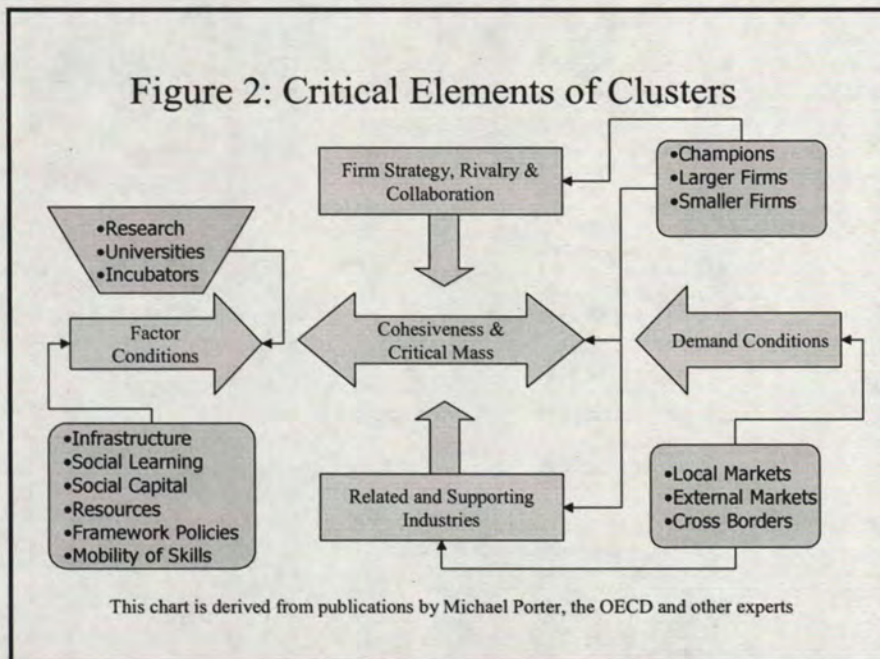 Figure 2: Critical Elements of Clusters
Firm Strategy, Rivalry &
Collaboration
•Champions
•Larger Firms
•Smaller Firms
•Research
•Universities
•Incubators
Factor
Conditions
Cohesiveness &
Critical Mass
Demand Conditions
•Infrastructure
•Social Learning
•Social Capital
•Resources
•Framework Policies
•Mobility of Skills
Related and Supporting
Industries
•Local Markets
•External Markets
•Cross Borders
This chart is derived from publications by Michael Porter, the OECD and other experts